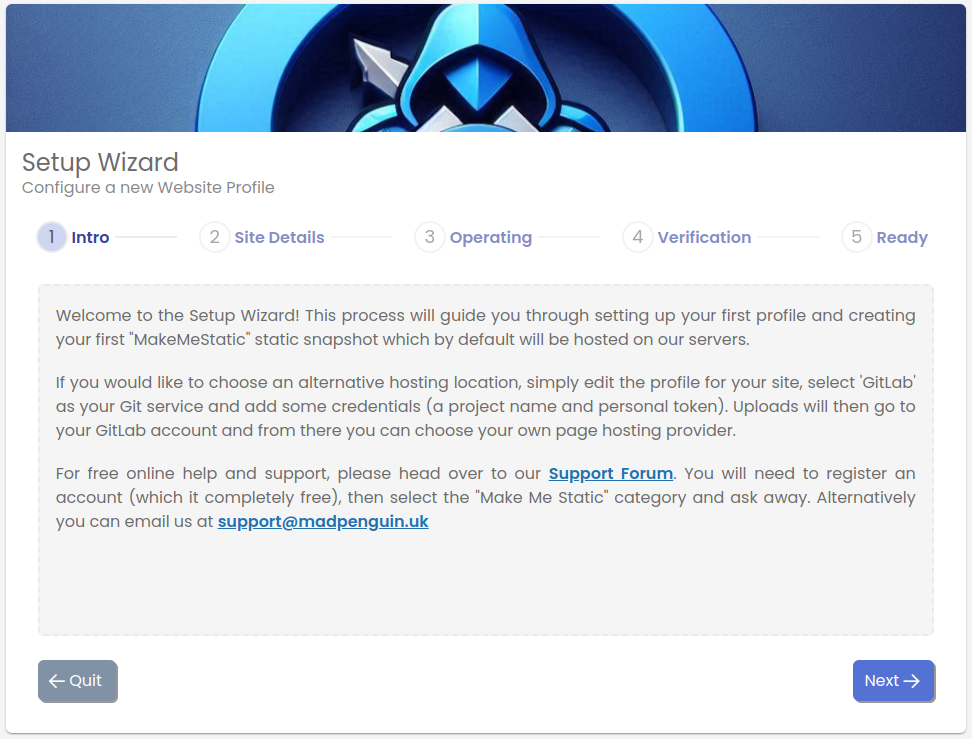 Setup Wizard
Configure a new Website Profile
1 Intro 2 Site Details 3 Operating 4 Verification 5 Ready
Welcome to the Setup Wizard! This process will guide you through setting up your first profile and creating
your first "MakeMeStatic" static snapshot which by default will be hosted on our servers.
If you would like to choose an alternative hosting location, simply edit the profile for your site, select 'GitLab'
as your Git service and add some credentials (a project name and personal token). Uploads will then go to
your GitLab account and from there you can choose your own page hosting provider.
For free online help and support, please head over to our Support Forum. You will need to register an
account (which it completely free), then select the "Make Me Static" category and ask away. Alternatively
you can email us at support@madpenguin.uk
← Quit Next →